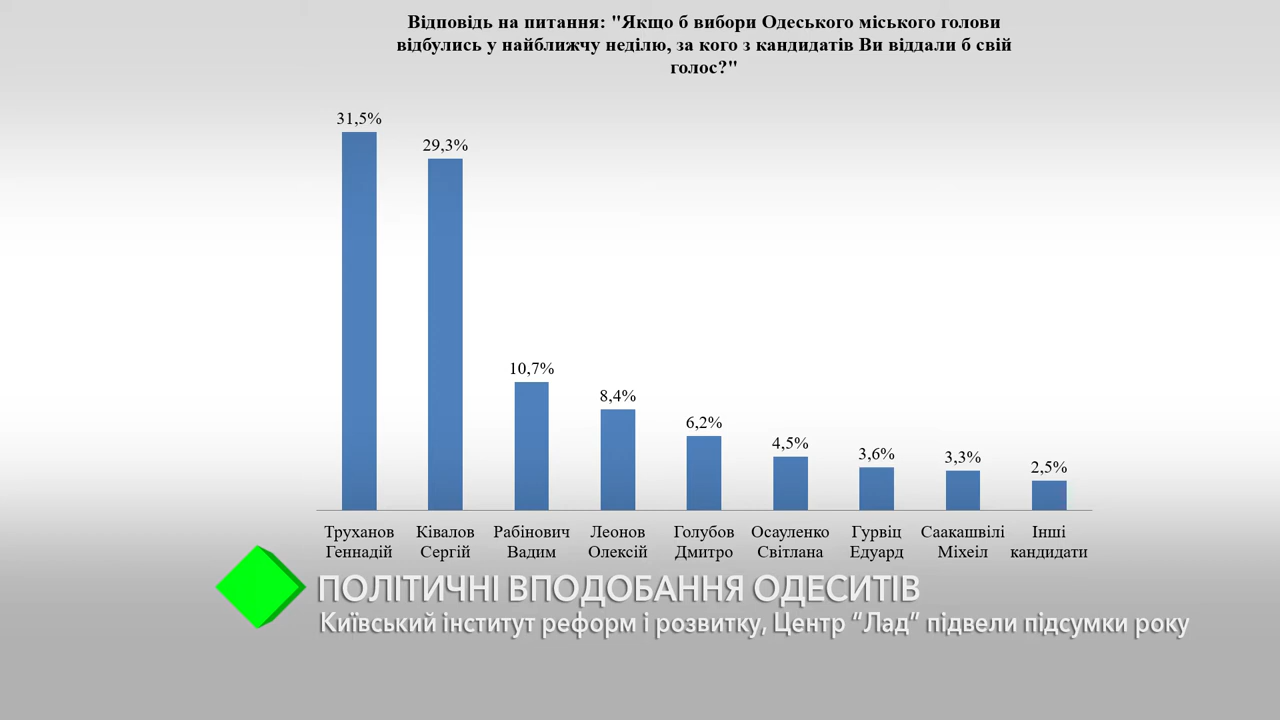 Відповідь на питання: "Якщо б вибори Одеського міського голови
відбулись у найближчу неділю, за кого з кандидатів Ви віддали б свій
голос?"
31,5%
29,3%
10,7%
8,4%
6,2%
4,5%
3,6%
3,3%
2,5%
Труханов Ківалов Рабінович Леонов Голубов Осауленко Гурвіц Саакашвілі Інші
Геннадій Сергій Вадим Олексій Дмитро Світлана Едуард Міхеіл кандидати
ПОЛІТИЧНІ ВПОДОБАННЯ ОДЕСИТІВ
Київський інститут реформ і розвитку, Центр “Лад” підвели підсумки року